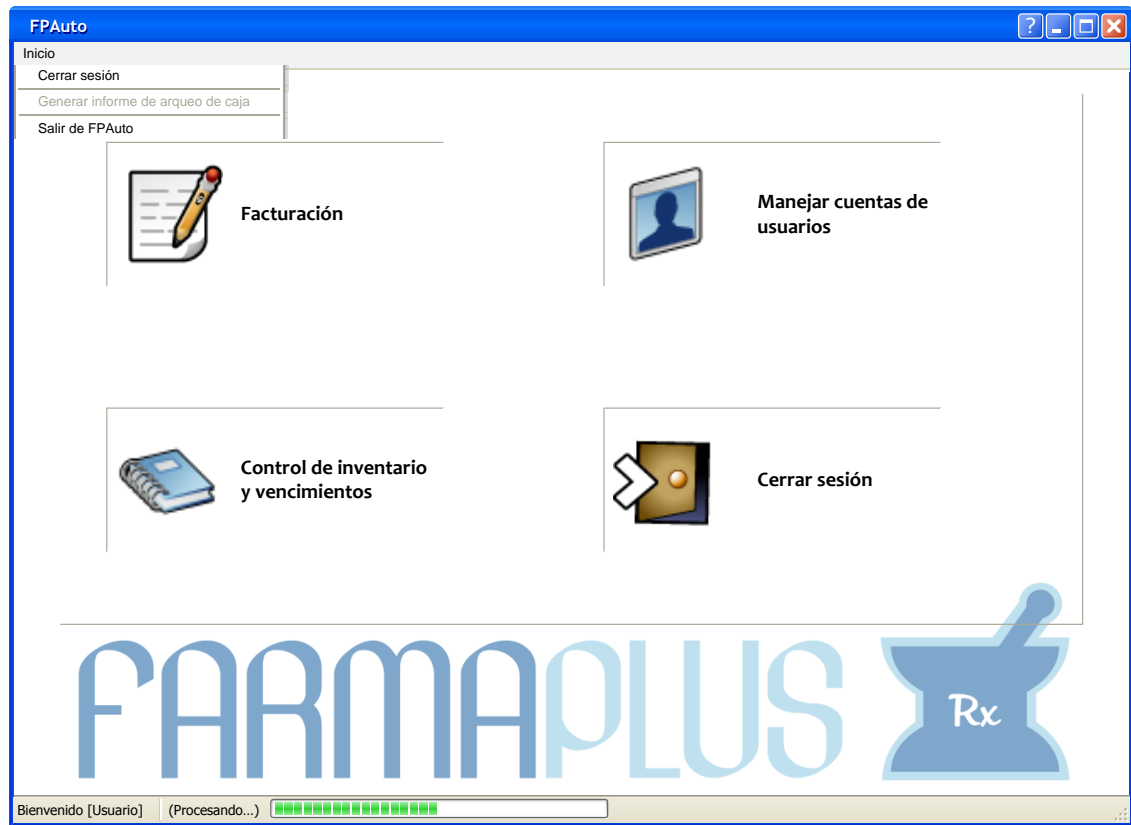 FPAuto
?
Inicio
Cerrar sesión
Generar informe de arqueo de caja
Salir de FPAuto
Facturación
Manejar cuentas de
usuarios
Control de inventario
y vencimientos
Cerrar sesión
FARMAPLUS
Rx
Bienvenido [Usuario] (Procesando...)